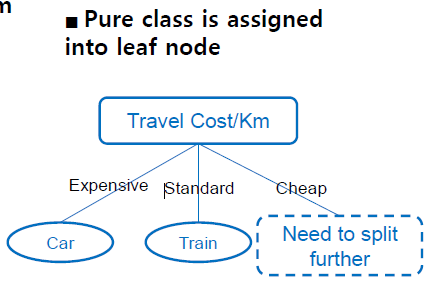 m
■ Pure class is assigned
into leaf node
Travel Cost/Km
Expensive Standard Cheap
Car
Train
Need to split
further